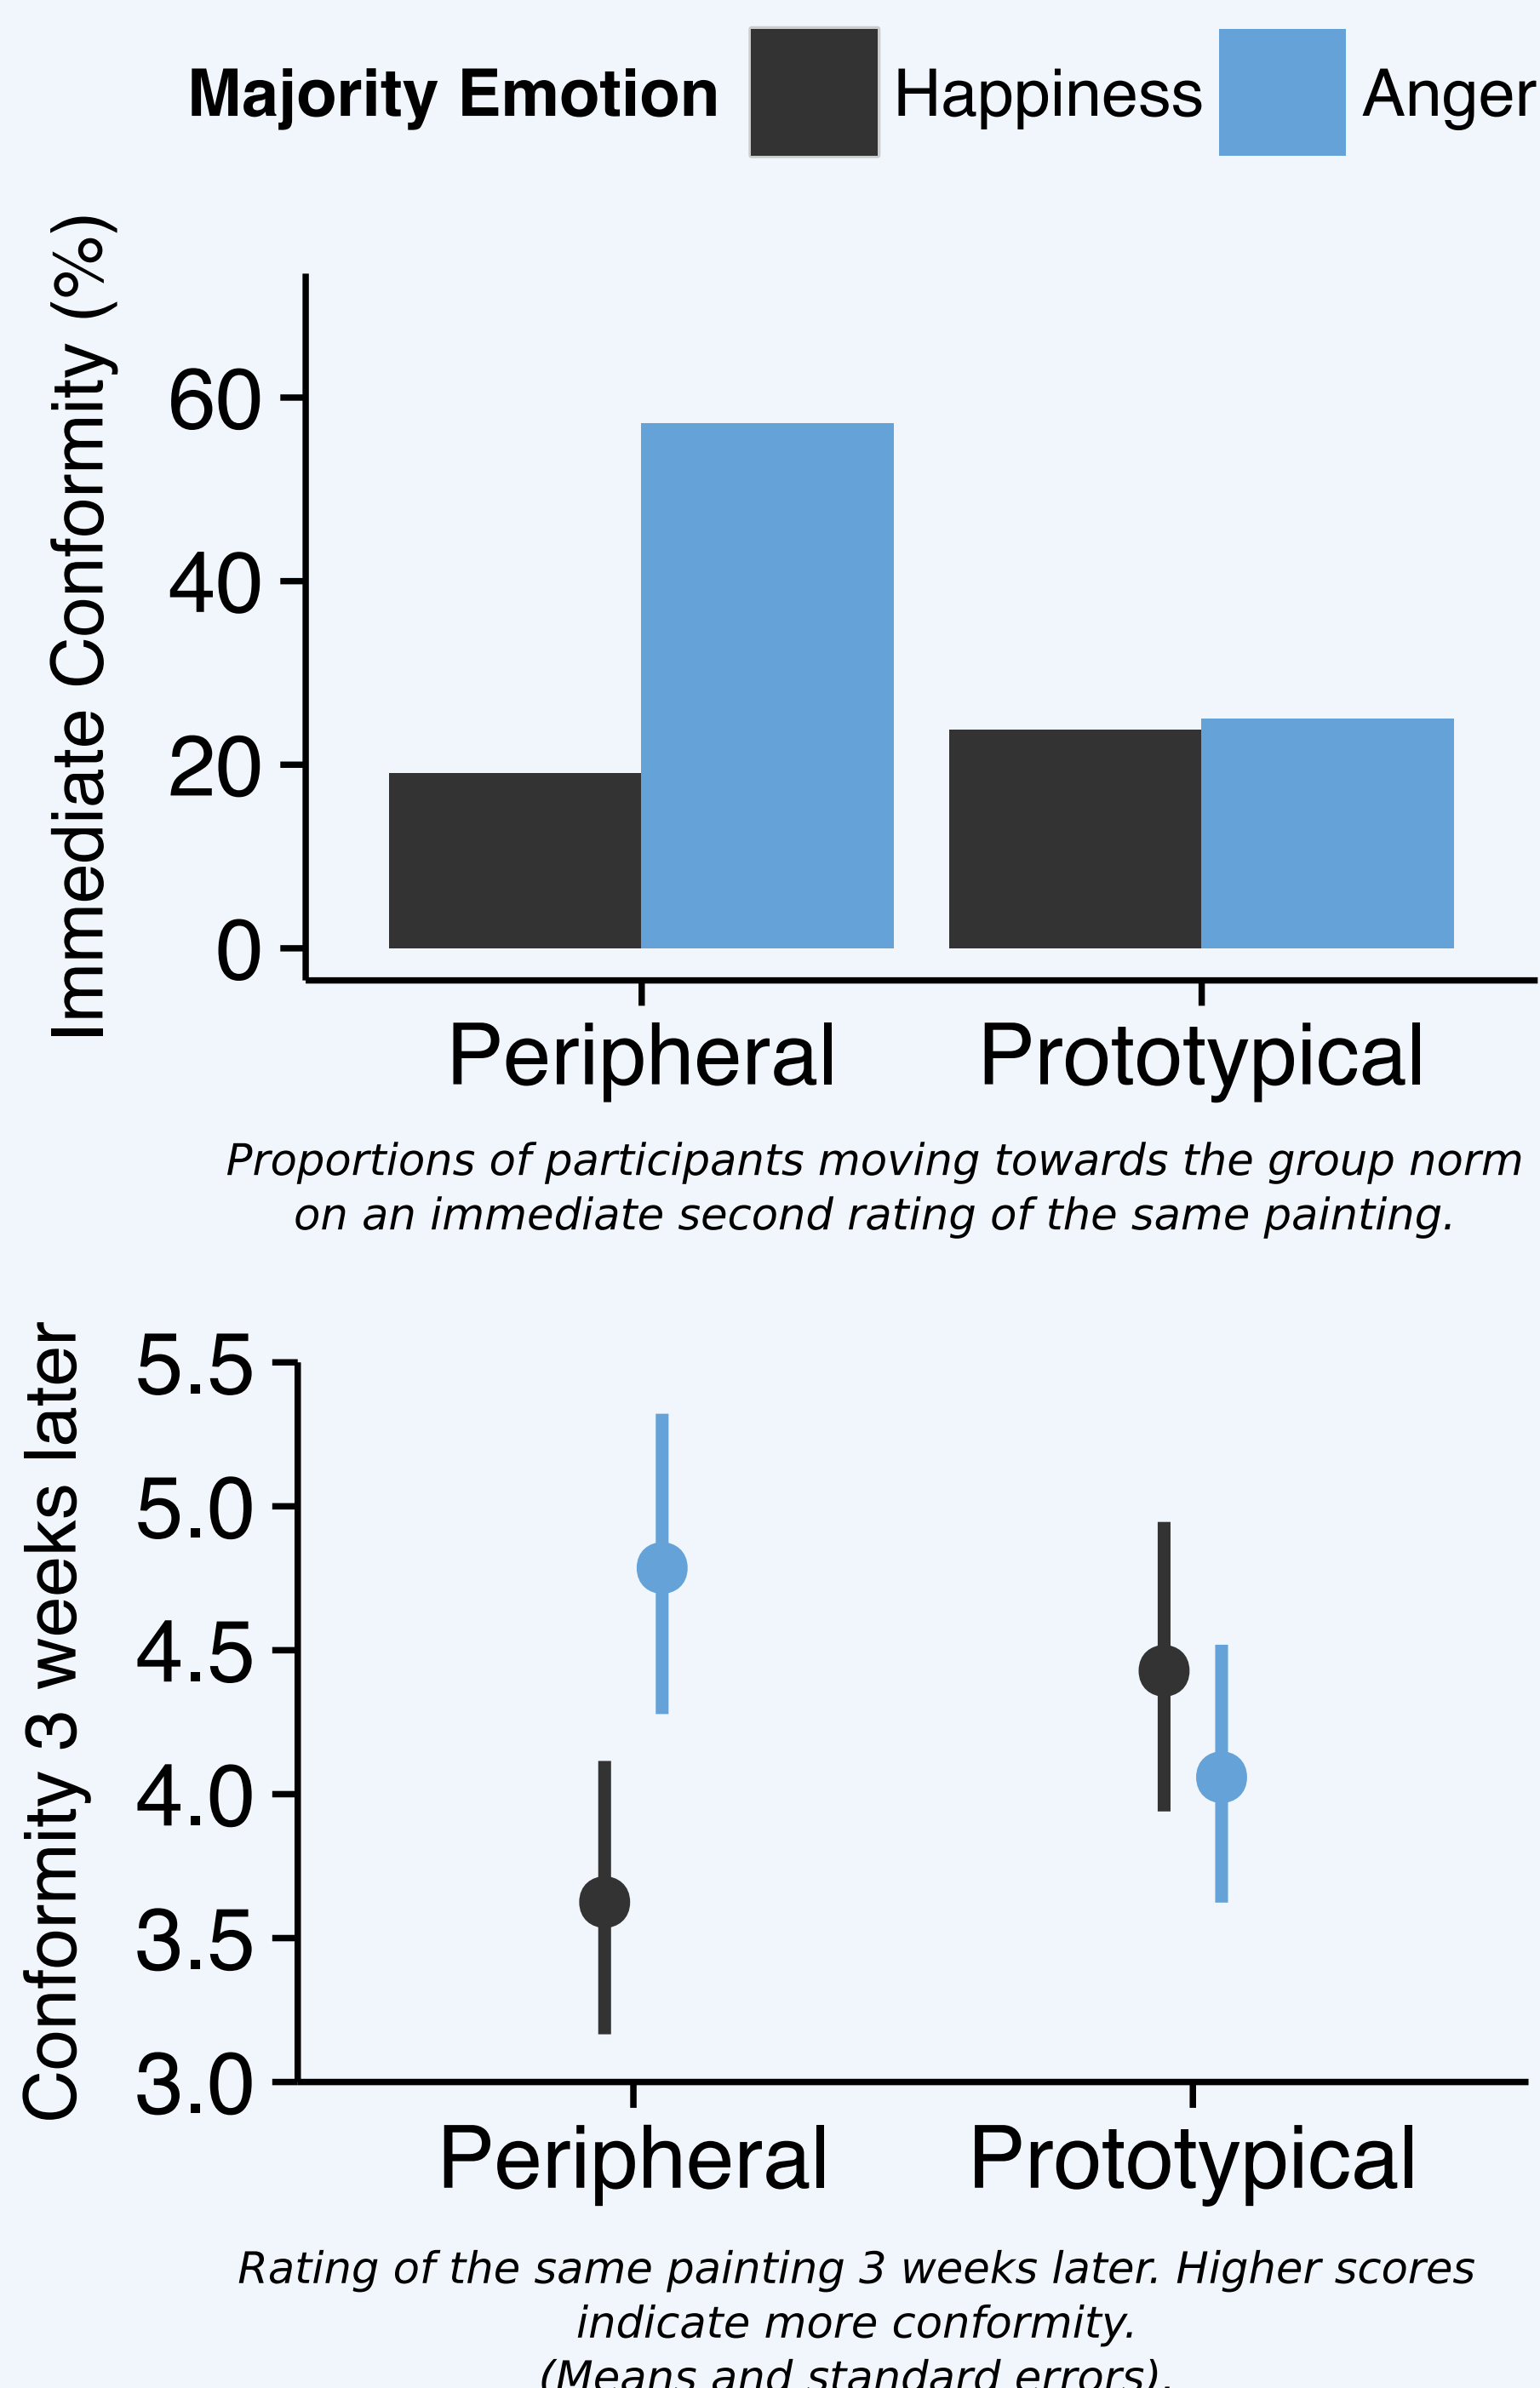 Majority Emotion Happiness Anger
Immediate Conformity (%)
60
40
20
0
Peripheral Prototypical
Proportions of participants moving towards the group norm
on an immediate second rating of the same painting.
Conformity 3 weeks later
5.5
5.0
4.5
4.0
3.5
3.0
Peripheral Prototypical
Rating of the same painting 3 weeks later. Higher scores
indicate more conformity.
(Means and standard errors).